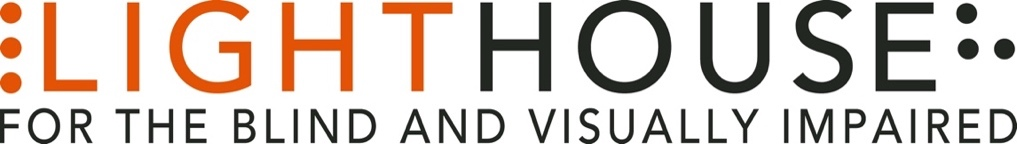 ⠇LIGHTHOUSE⠓
FOR THE BLIND AND VISUALLY IMPAIRED